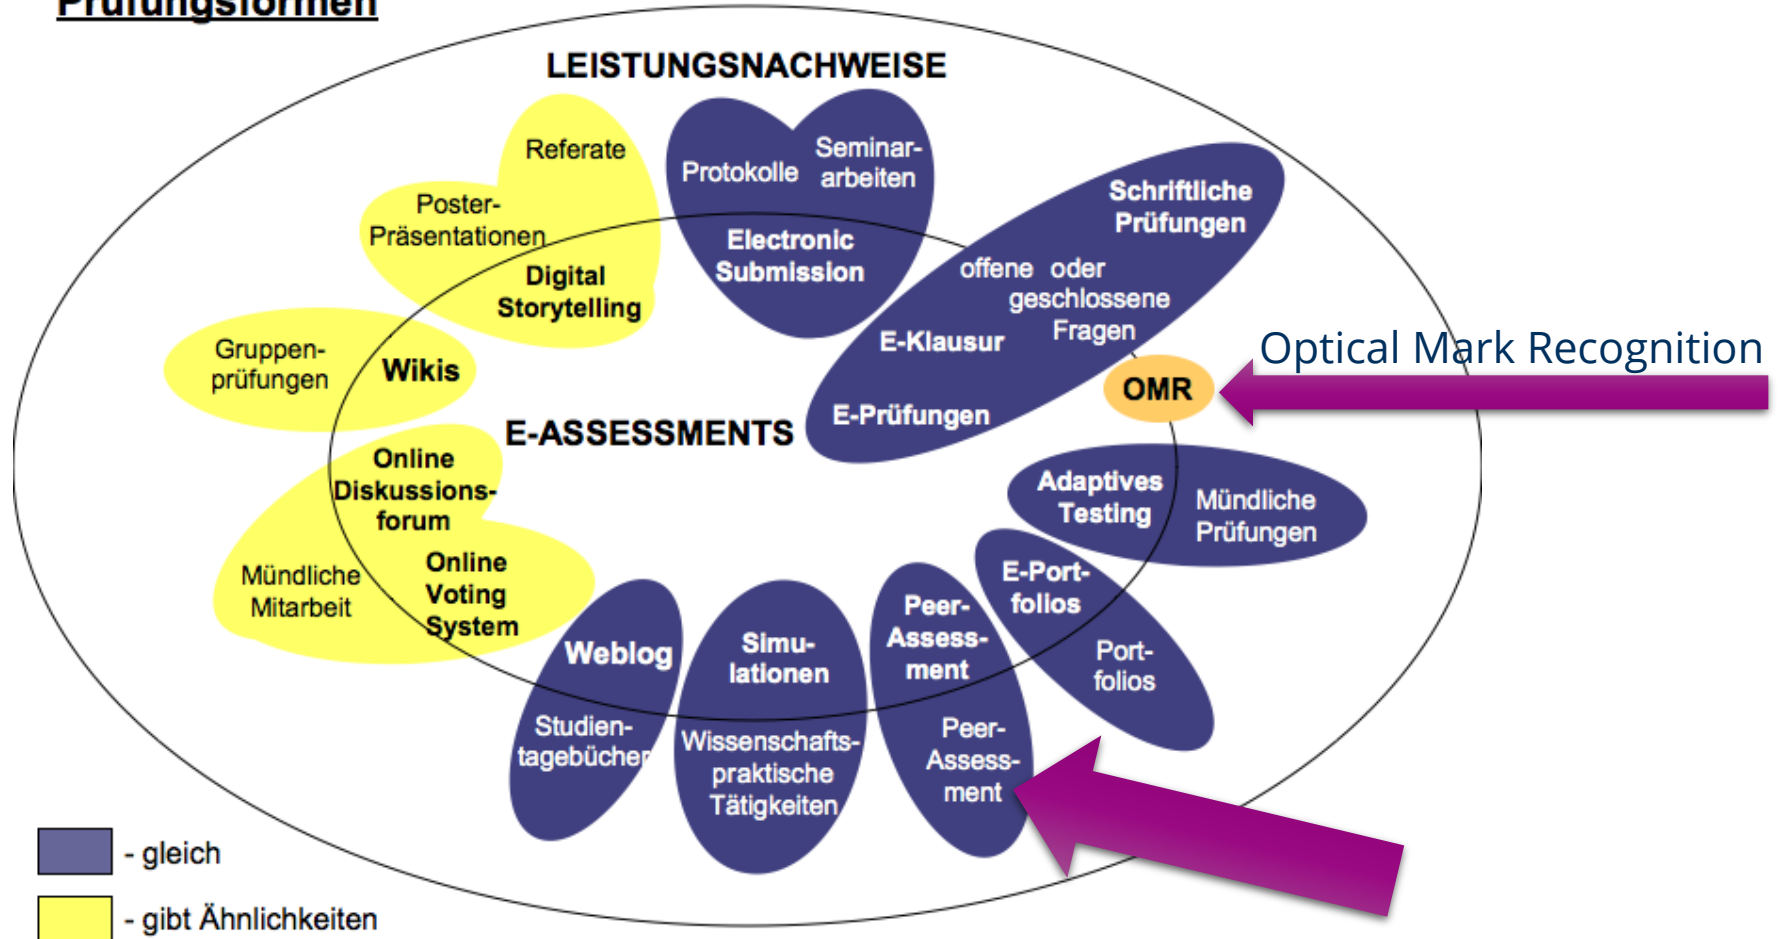 Prüfungsformen
LEISTUNGSNACHWEISE
Referate
Poster-
Präsentationen
Digital
Storytelling
Protokolle
Seminar-
arbeiten
Electronic
Submission
Schriftliche
Prüfungen
offene oder
geschlossene
Fragen
E-Klausur
E-Prüfungen
Optical Mark Recognition
OMR
Gruppen-
prüfungen
Wikis
E-ASSESSMENTS
Online
Diskussions-
forum
Mündliche
Mitarbeit
Online
Voting
System
Adaptives
Testing
Mündliche
Prüfungen
E-Port-
folios
Port-
folios
Peer-
Assess-
ment
Peer-
Assess-
ment
Simu-
lationen
Wissenschafts-
praktische
Tätigkeiten
Weblog
Studien-
tagebücher
- gleich
- gibt Ähnlichkeiten